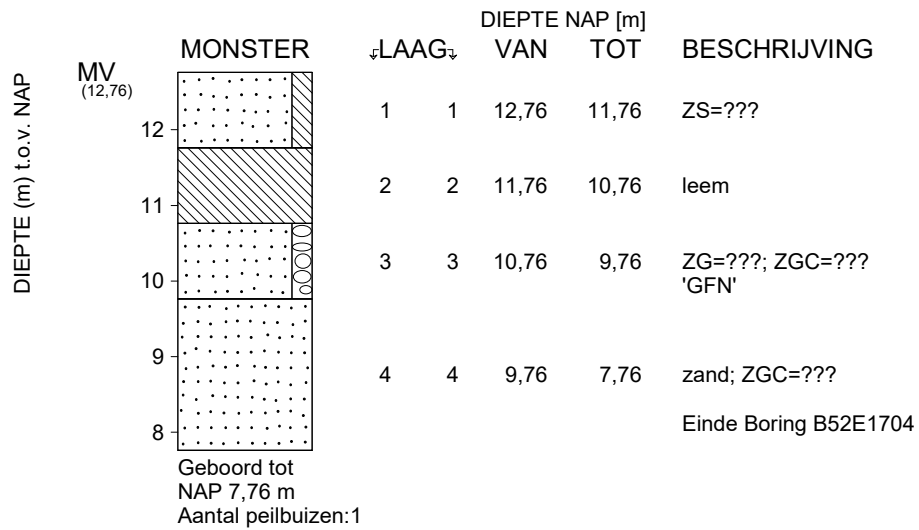 DIEPTE NAP [m]
MONSTER LAAG VAN TOT BESCHRIJVING
MV
(12,76)
DIEPTE (m) t.o.v. NAP
12
1 1 12,76 11,76 ZS=???
2 2 11,76 10,76 leem
11
3 3 10,76 9,76 ZG=???; ZGC=???
'GFN'
10
9
4 4 9,76 7,76 zand; ZGC=???
Einde Boring B52E1704
8
Geboord tot
NAP 7,76 m
Aantal peilbuizen:1